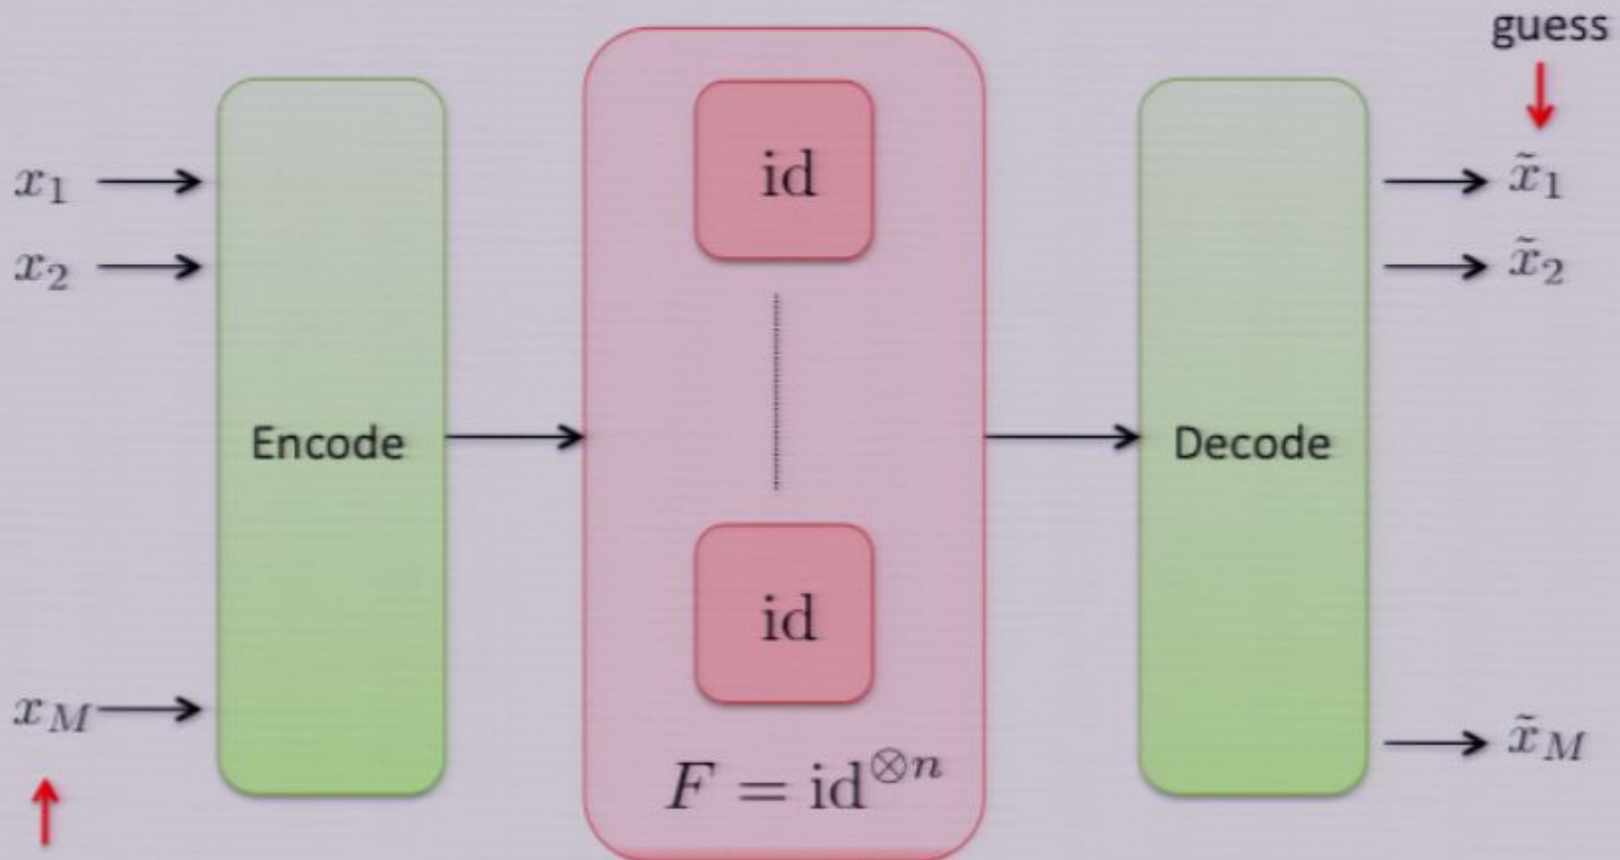 guess
x₁
x̃₁
id
x₂
x̃₂
Encode
Decode
id
x_M
x̃_M
F = id^{⊗n}